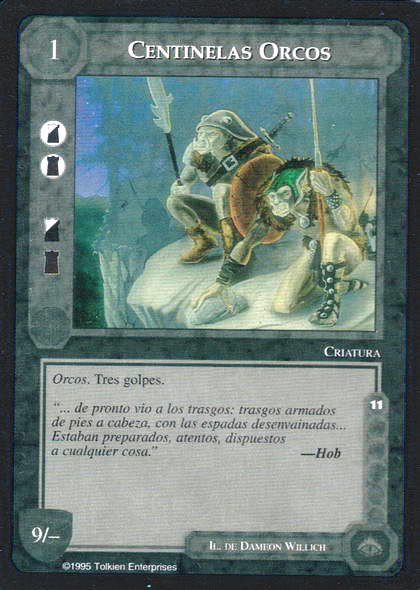 1
CENTINELAS ORCOS
CRIATURA
Orcos. Tres golpes.
11
“... de pronto vio a los trasgos: trasgos armados
de pies a cabeza, con las espadas desenvainadas...
Estaban preparados, atentos, dispuestos
a cualquier cosa.” —Hob
9/–
IL. DE DAMEON WILLICH
©1995 Tolkien Enterprises